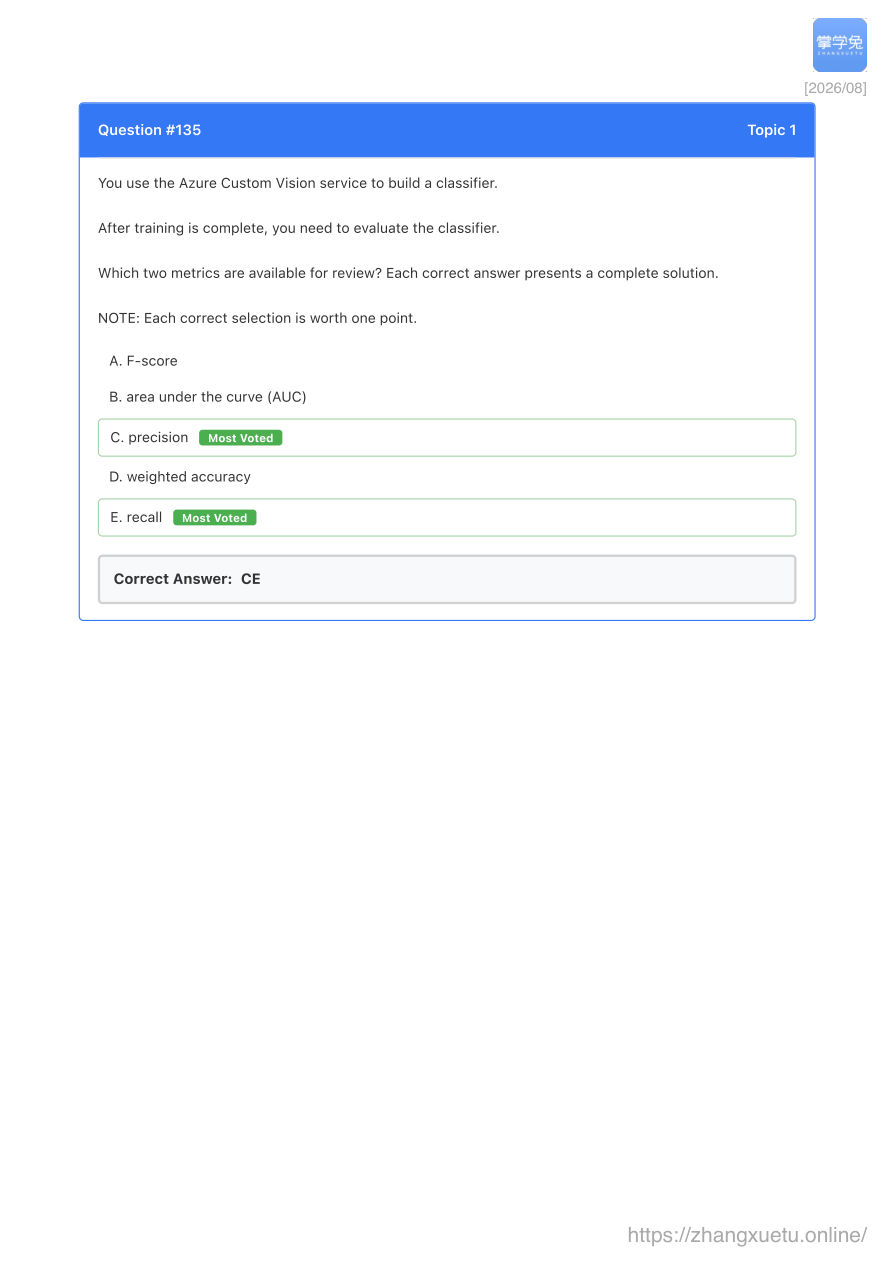 掌学兔
ZHANGXUETU
[2026/08]
Question #135
Topic 1
You use the Azure Custom Vision service to build a classifier.
After training is complete, you need to evaluate the classifier.
Which two metrics are available for review? Each correct answer presents a complete solution.
NOTE: Each correct selection is worth one point.
A. F-score
B. area under the curve (AUC)
C. precision Most Voted
D. weighted accuracy
E. recall Most Voted
Correct Answer: CE
https://zhangxuetu.online/